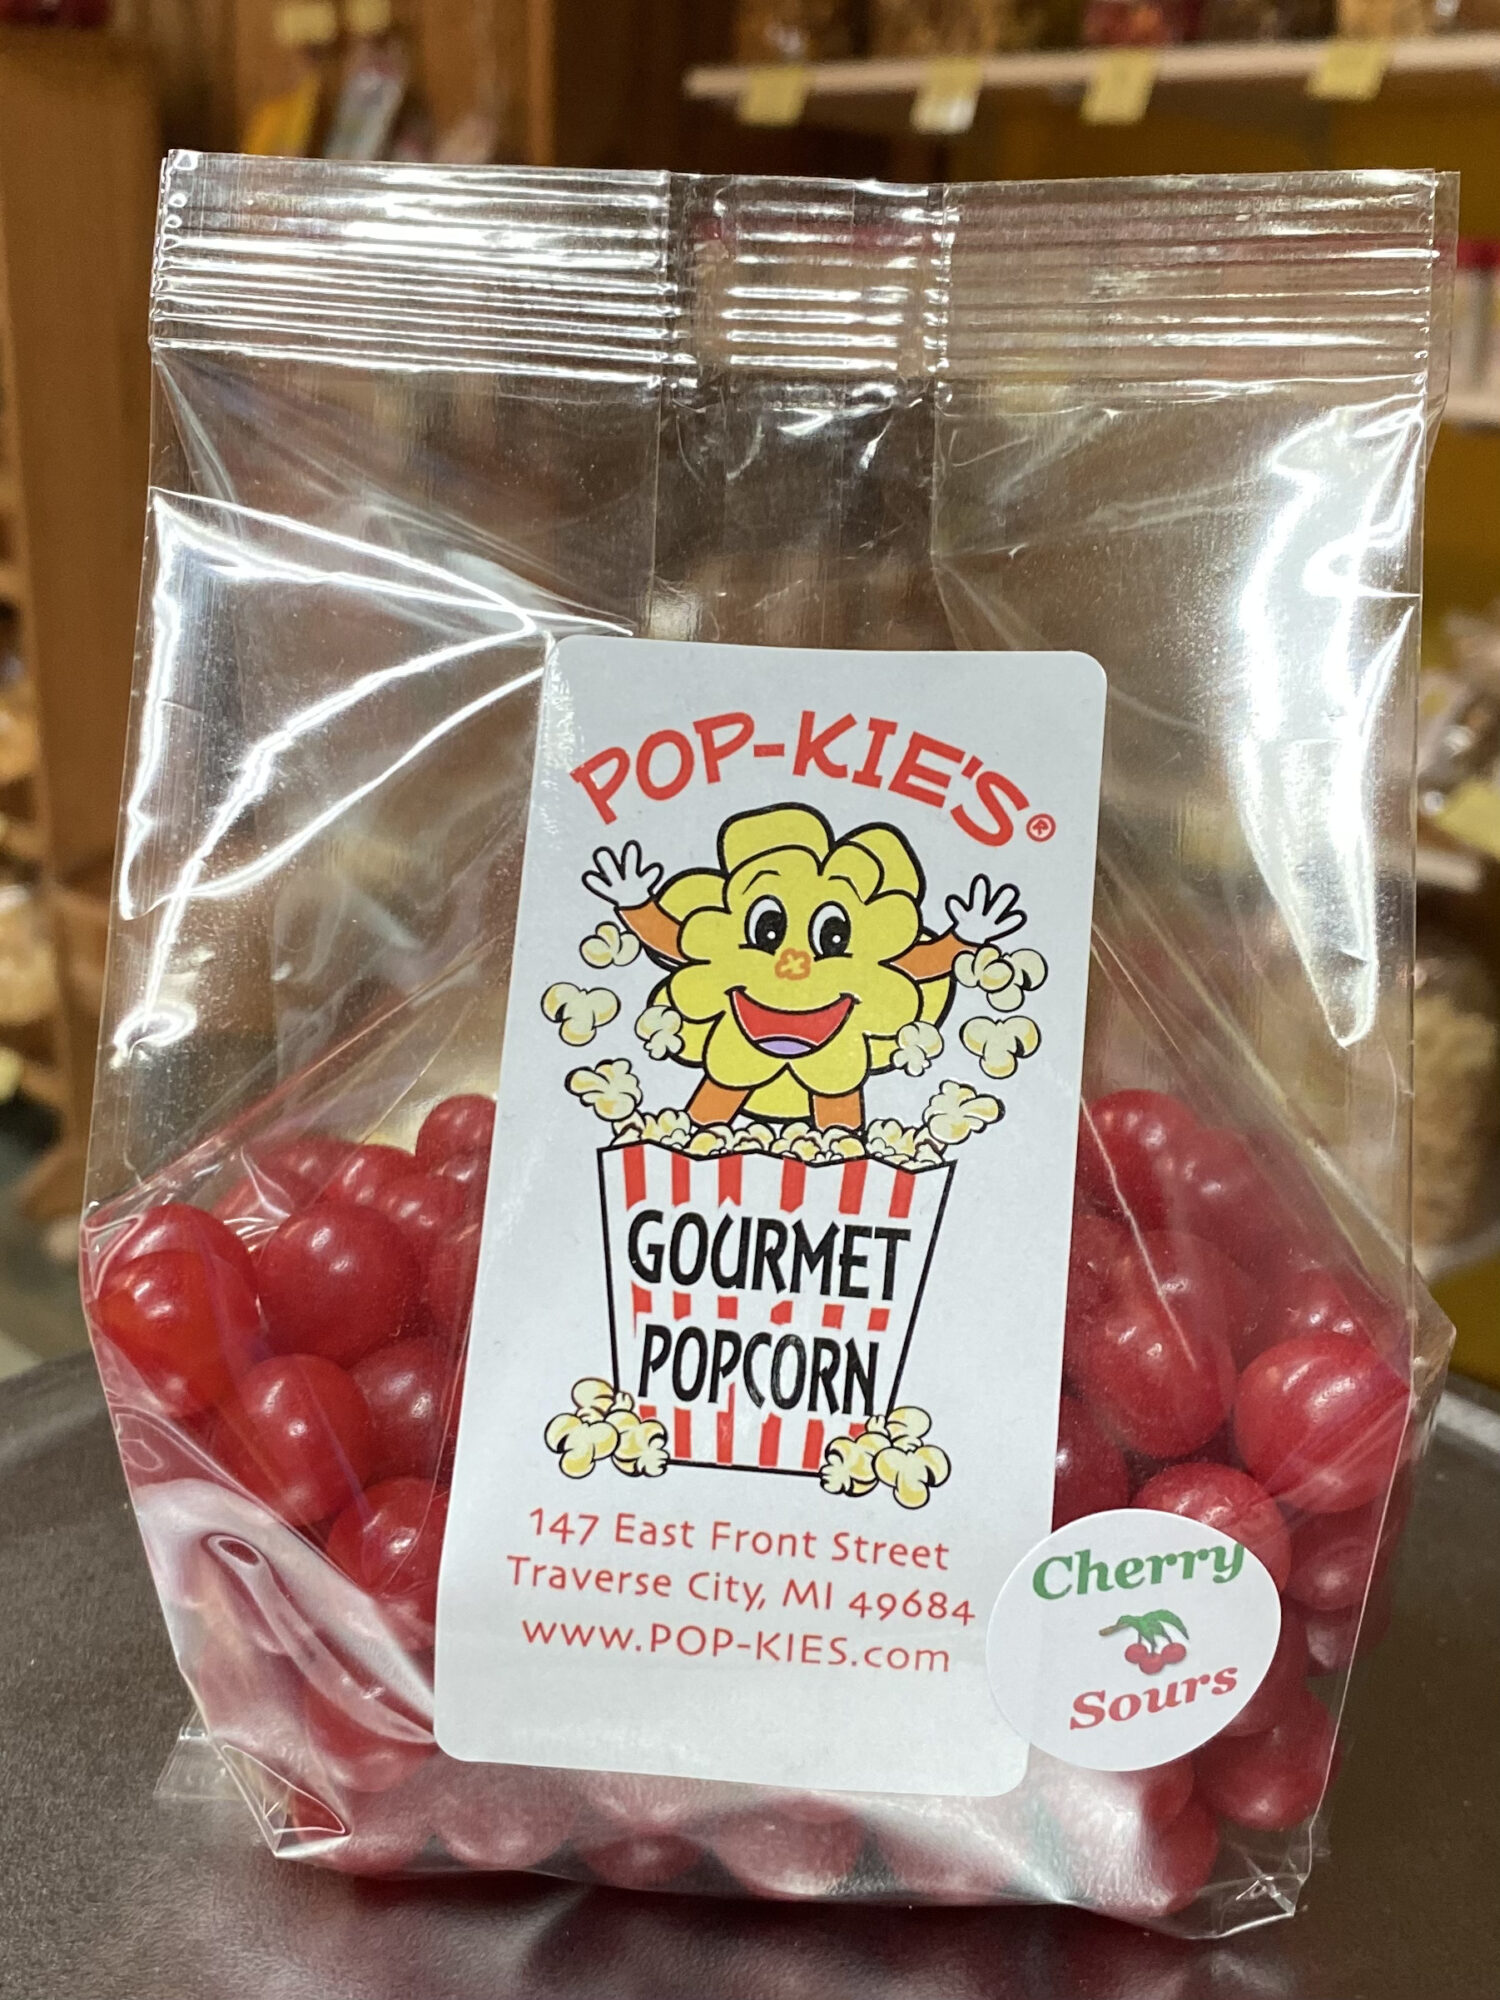 POP-KIE'S®
GOURMET
POPCORN
147 East Front Street
Traverse City, MI 49684
www.POP-KIES.com
Cherry
Sours